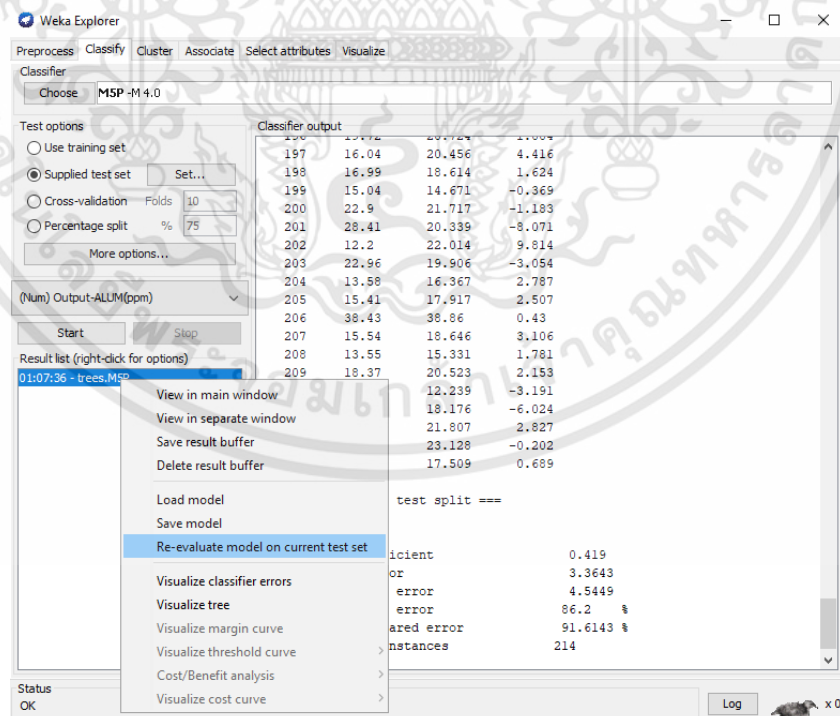 Weka Explorer
Preprocess Classify Cluster Associate Select attributes Visualize
Classifier
Choose M5P -M 4.0
Test options
Use training set
Supplied test set Set...
Cross-validation Folds 10
Percentage split % 75
More options...
(Num) Output-ALUM(ppm)
Start Stop
Result list (right-click for options)
01:07:36 - trees.M5P
Classifier output
197 16.04 20.456 4.416
198 16.99 18.614 1.624
199 15.04 14.671 -0.369
200 22.9 21.717 -1.183
201 28.41 20.339 -8.071
202 12.2 22.014 9.814
203 22.96 19.906 -3.054
204 13.58 16.367 2.787
205 15.41 17.917 2.507
206 38.43 38.86 0.43
207 15.54 18.646 3.106
208 13.55 15.331 1.781
209 18.37 20.523 2.153
12.239 -3.191
18.176 -6.024
21.807 2.827
23.128 -0.202
17.509 0.689
test split ===
icient 0.419
or 3.3643
error 4.5449
error 86.2 %
ared error 91.6143 %
nstances 214
View in main window
View in separate window
Save result buffer
Delete result buffer
Load model
Save model
Re-evaluate model on current test set
Visualize classifier errors
Visualize tree
Visualize margin curve
Visualize threshold curve
Cost/Benefit analysis
Visualize cost curve
Status
OK
Log
x 0